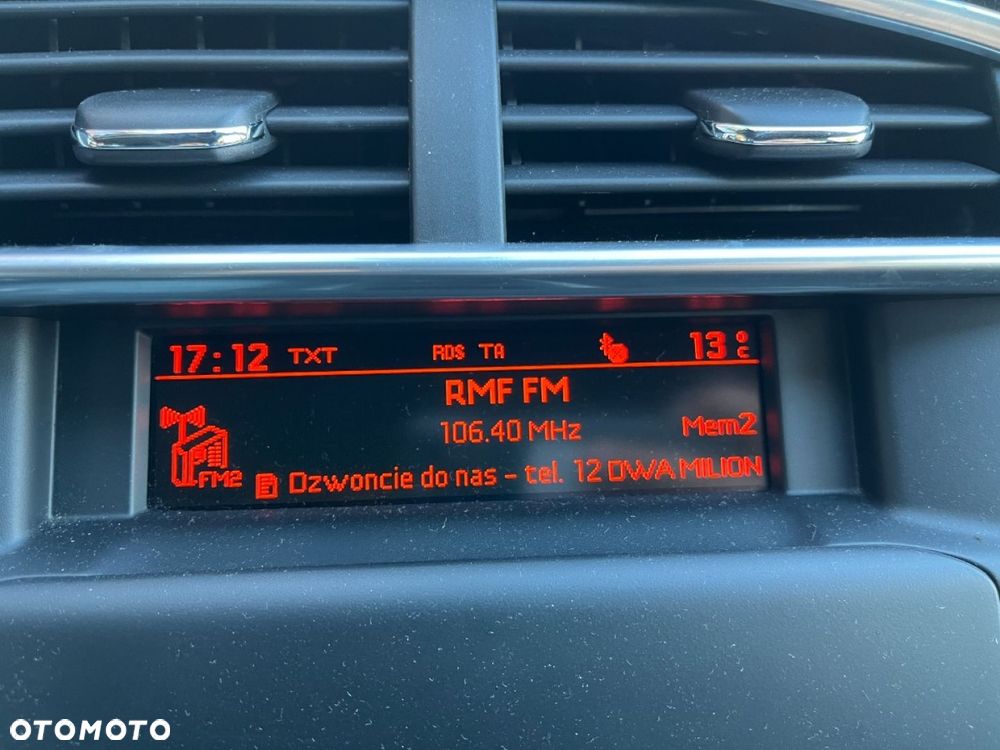 17:12 TXT RDS TA 13 °C
RMF FM
106.40 MHz
Mem2
FM2
Dzwoncie do nas - tel. 12 DWA MILION
OTOMOTO